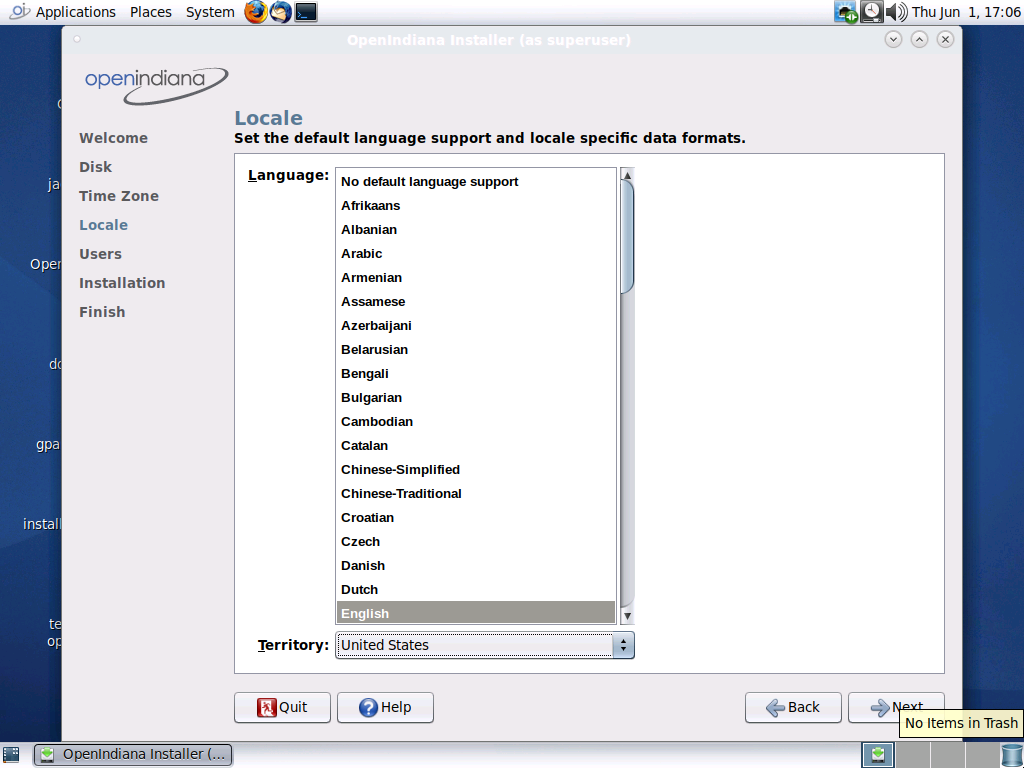 Applications Places System
Thu Jun 1, 17:06
OpenIndiana Installer (as superuser)
openindiana
Locale
Set the default language support and locale specific data formats.
Welcome
Disk
Time Zone
Locale
Users
Installation
Finish
Language:
No default language support
Afrikaans
Albanian
Arabic
Armenian
Assamese
Azerbaijani
Belarusian
Bengali
Bulgarian
Cambodian
Catalan
Chinese-Simplified
Chinese-Traditional
Croatian
Czech
Danish
Dutch
English
Territory: United States
Quit Help Back Next
No Items in Trash
ja
Open
gpa
install
te
op
OpenIndiana Installer (...